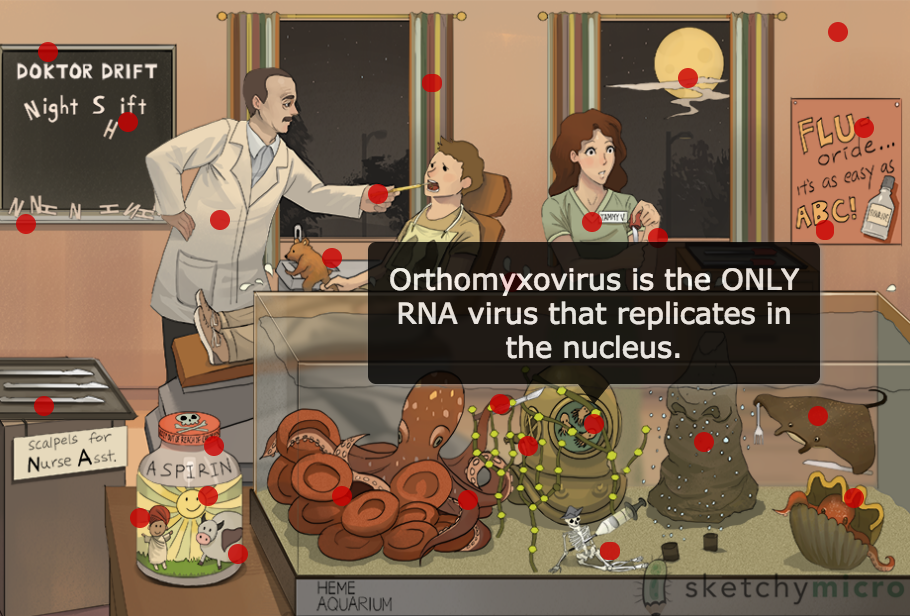 DOKTOR DRIFT
Night S ift
H
FLU-
oride...
it's as easy as
ABC!
TAMMY V.
Orthomyxovirus is the ONLY
RNA virus that replicates in
the nucleus.
scalpels for
Nurse Asst.
ASPIRIN
HEME
AQUARIUM
sketchymicro